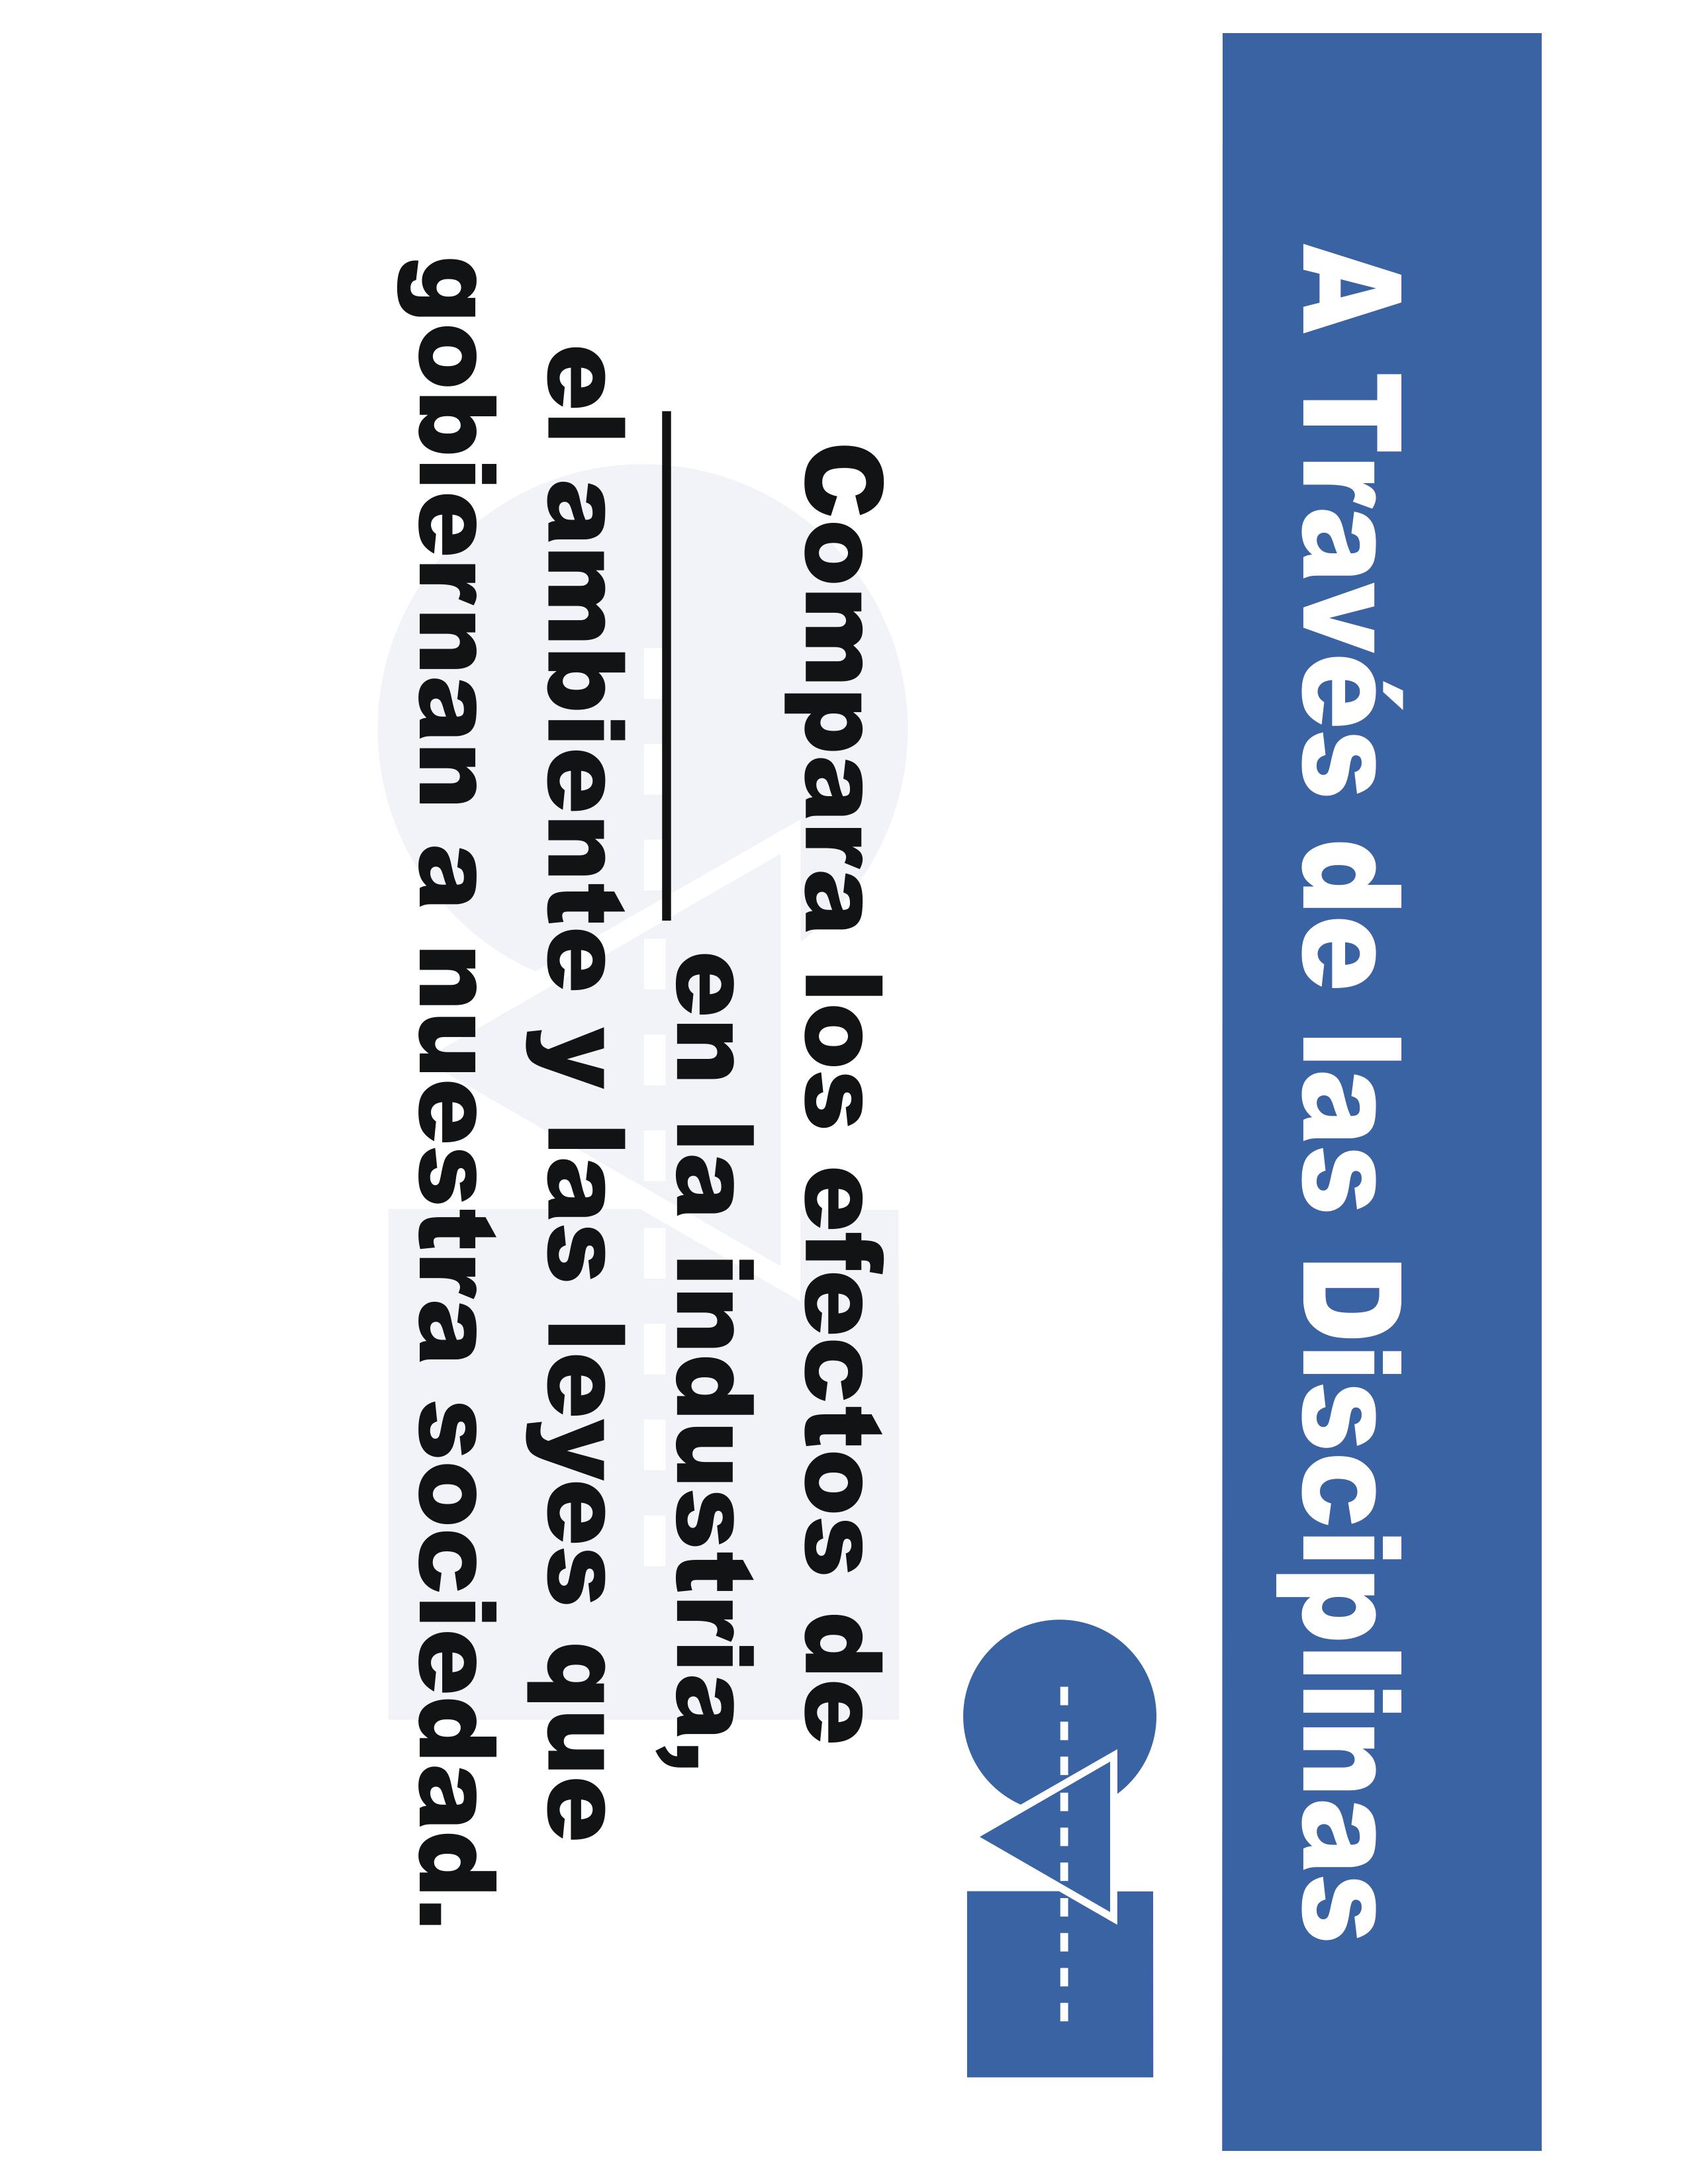 A Través de las Disciplinas
Compara los efectos de
____________ en la industria,
el ambiente y las leyes que
gobiernan a nuestra sociedad.